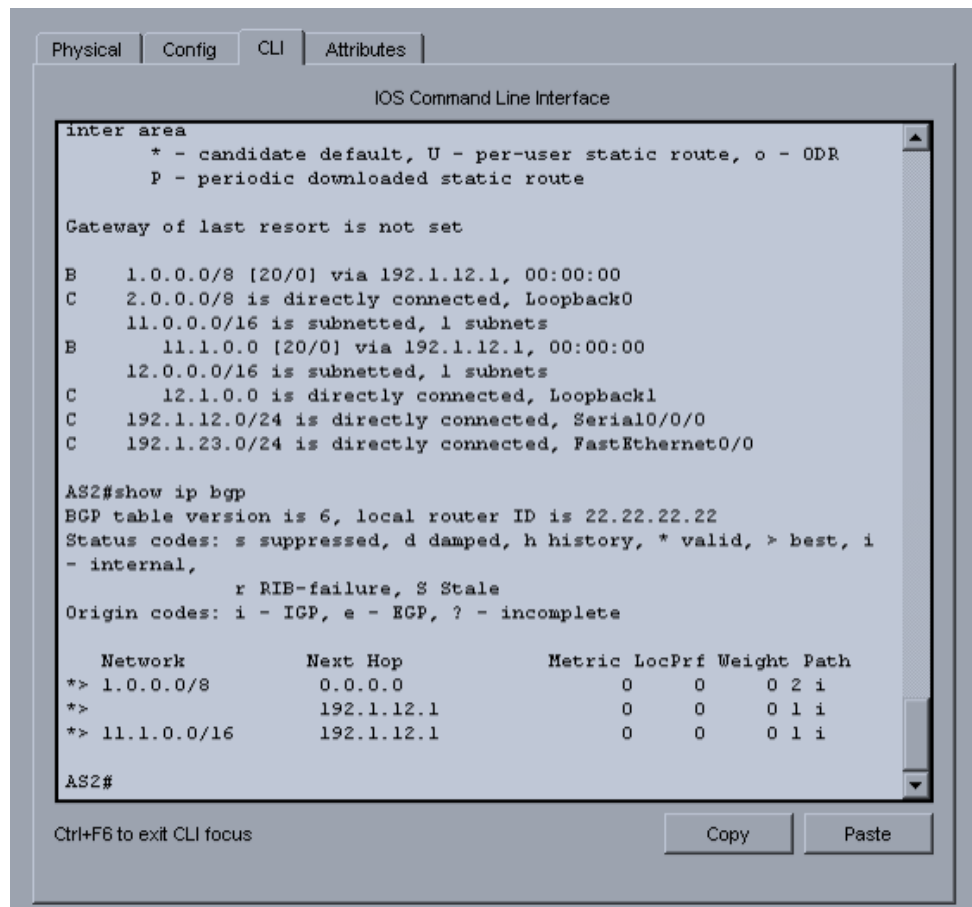 Physical Config CLI Attributes
IOS Command Line Interface
inter area
* - candidate default, U - per-user static route, o - ODR
P - periodic downloaded static route
Gateway of last resort is not set
B 1.0.0.0/8 [20/0] via 192.1.12.1, 00:00:00
C 2.0.0.0/8 is directly connected, Loopback0
11.0.0.0/16 is subnetted, 1 subnets
B 11.1.0.0 [20/0] via 192.1.12.1, 00:00:00
12.0.0.0/16 is subnetted, 1 subnets
C 12.1.0.0 is directly connected, Loopback1
C 192.1.12.0/24 is directly connected, Serial0/0/0
C 192.1.23.0/24 is directly connected, FastEthernet0/0
AS2#show ip bgp
BGP table version is 6, local router ID is 22.22.22.22
Status codes: s suppressed, d damped, h history, * valid, > best, i
- internal,
r RIB-failure, S Stale
Origin codes: i - IGP, e - EGP, ? - incomplete
Network Next Hop Metric LocPrf Weight Path
*> 1.0.0.0/8 0.0.0.0 0 0 0 2 i
*> 192.1.12.1 0 0 0 1 i
*> 11.1.0.0/16 192.1.12.1 0 0 0 1 i
AS2#
Ctrl+F6 to exit CLI focus Copy Paste